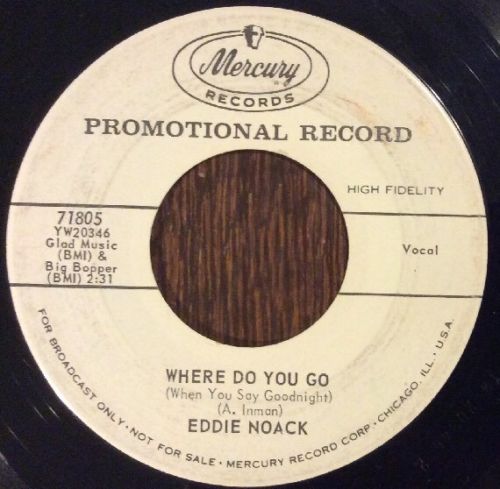 Mercury
RECORDS
PROMOTIONAL RECORD
HIGH FIDELITY
71805
YW20346
Glad Music
(BMI) &
Big Bopper
(BMI) 2:31
Vocal
WHERE DO YOU GO
(When You Say Goodnight)
(A. Inman)
EDDIE NOACK
FOR BROADCAST ONLY • NOT FOR SALE • MERCURY RECORD CORP. • CHICAGO, ILL., U.S.A.